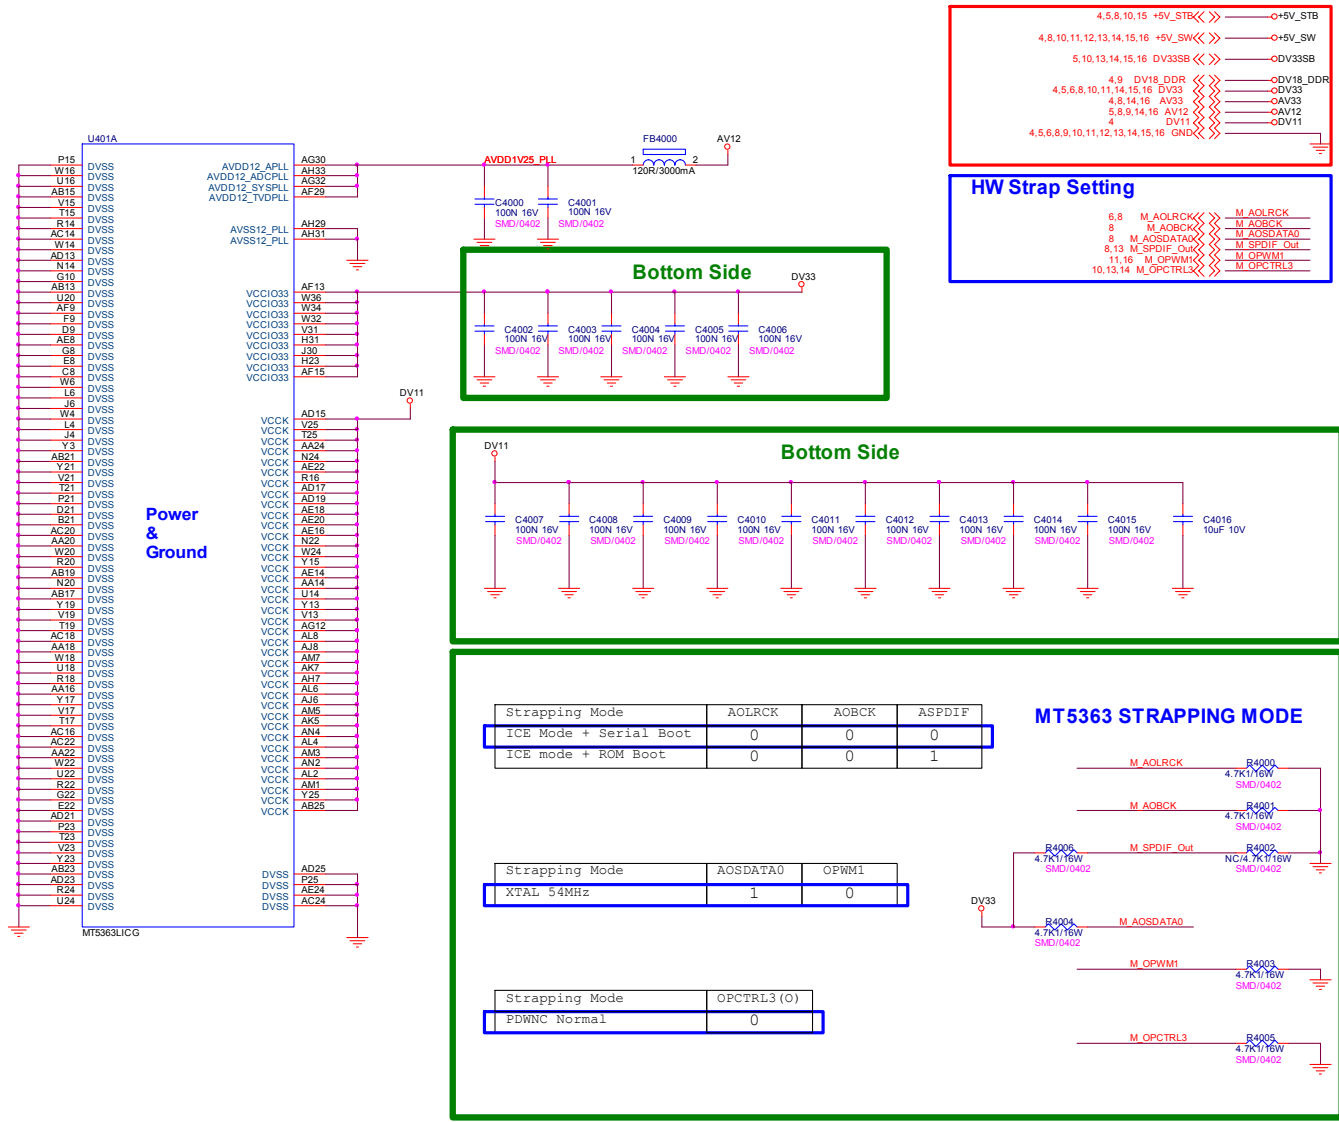 4,5,8,10,15 +5V_STB +5V_STB
4,8,10,11,12,13,14,15,16 +5V_SW +5V_SW
5,10,13,14,15,16 DV33SB DV33SB
4,9 DV18_DDR DV18_DDR
4,5,6,8,10,11,14,15,16 DV33 DV33
4,8,14,16 AV33 AV33
5,8,9,14,16 AV12 AV12
4 DV11 DV11
4,5,6,8,9,10,11,12,13,14,15,16 GND
HW Strap Setting
6,8 M_AOLRCK M_AOLRCK
8 M_AOBCK M_AOBCK
8 M_AOSDATA0 M_AOSDATA0
8,13 M_SPDIF_Out M_SPDIF_Out
11,16 M_OPWM1 M_OPWM1
10,13,14 M_OPCTRL3 M_OPCTRL3
U401A
P15 DVSS
W16 DVSS
U16 DVSS
AB15 DVSS
V15 DVSS
T15 DVSS
R14 DVSS
AC14 DVSS
W14 DVSS
AD13 DVSS
N14 DVSS
G10 DVSS
AB13 DVSS
U20 DVSS
AF9 DVSS
F9 DVSS
D9 DVSS
AE8 DVSS
G8 DVSS
E8 DVSS
C8 DVSS
W6 DVSS
L6 DVSS
J6 DVSS
W4 DVSS
L4 DVSS
J4 DVSS
Y3 DVSS
AB21 DVSS
Y21 DVSS
V21 DVSS
T21 DVSS
P21 DVSS
D21 DVSS
B21 DVSS
AC20 DVSS
AA20 DVSS
W20 DVSS
R20 DVSS
AB19 DVSS
N20 DVSS
AB17 DVSS
Y19 DVSS
V19 DVSS
T19 DVSS
AC18 DVSS
AA18 DVSS
W18 DVSS
U18 DVSS
R18 DVSS
AA16 DVSS
Y17 DVSS
V17 DVSS
T17 DVSS
AC16 DVSS
AC22 DVSS
AA22 DVSS
W22 DVSS
U22 DVSS
R22 DVSS
G22 DVSS
E22 DVSS
AD21 DVSS
P23 DVSS
T23 DVSS
V23 DVSS
Y23 DVSS
AB23 DVSS
AD23 DVSS
R24 DVSS
U24 DVSS
Power
&
Ground
AVDD12_APLL AG30
AVDD12_ADCPLL AH33
AVDD12_SYSPLL AG32
AVDD12_TVDPLL AF29
AVSS12_PLL AH29
AVSS12_PLL AH31
VCCIO33 AF13
VCCIO33 W36
VCCIO33 W34
VCCIO33 W32
VCCIO33 V31
VCCIO33 H31
VCCIO33 J30
VCCIO33 H23
VCCIO33 AF15
VCCK AD15
VCCK V25
VCCK T25
VCCK AA24
VCCK N24
VCCK AE22
VCCK R16
VCCK AD17
VCCK AD19
VCCK AE18
VCCK AE20
VCCK AE16
VCCK N22
VCCK W24
VCCK Y15
VCCK AE14
VCCK AA14
VCCK U14
VCCK Y13
VCCK V13
VCCK AG12
VCCK AL8
VCCK AJ8
VCCK AM7
VCCK AK7
VCCK AH7
VCCK AL6
VCCK AJ6
VCCK AM5
VCCK AK5
VCCK AN4
VCCK AL4
VCCK AM3
VCCK AN2
VCCK AL2
VCCK AM1
VCCK Y25
VCCK AB25
DVSS AD25
DVSS P25
DVSS AE24
DVSS AC24
MT5363LICG
DV11
AVDD1V25_PLL
FB4000
1 2
120R/3000mA
AV12
C4000 C4001
100N 16V 100N 16V
SMD/0402 SMD/0402
Bottom Side
DV33
C4002 C4003 C4004 C4005 C4006
100N 16V 100N 16V 100N 16V 100N 16V 100N 16V
SMD/0402 SMD/0402 SMD/0402 SMD/0402 SMD/0402
DV11
Bottom Side
C4007 C4008 C4009 C4010 C4011 C4012 C4013 C4014 C4015 C4016
100N 16V 100N 16V 100N 16V 100N 16V 100N 16V 100N 16V 100N 16V 100N 16V 100N 16V 10uF 10V
SMD/0402 SMD/0402 SMD/0402 SMD/0402 SMD/0402 SMD/0402 SMD/0402 SMD/0402 SMD/0402
Strapping Mode AOLRCK AOBCK ASPDIF
ICE Mode + Serial Boot 0 0 0
ICE mode + ROM Boot 0 0 1
Strapping Mode AOSDATA0 OPWM1
XTAL 54MHz 1 0
Strapping Mode OPCTRL3(O)
PDWNC Normal 0
MT5363 STRAPPING MODE
M_AOLRCK R4000
4.7K1/16W
SMD/0402
M_AOBCK R4001
4.7K1/16W
SMD/0402
R4006 M_SPDIF_Out R4002
4.7K1/16W NC/4.7K1/16W
SMD/0402 SMD/0402
DV33
R4004 M_AOSDATA0
4.7K1/16W
SMD/0402
M_OPWM1 R4003
4.7K1/16W
SMD/0402
M_OPCTRL3 R4005
4.7K1/16W
SMD/0402